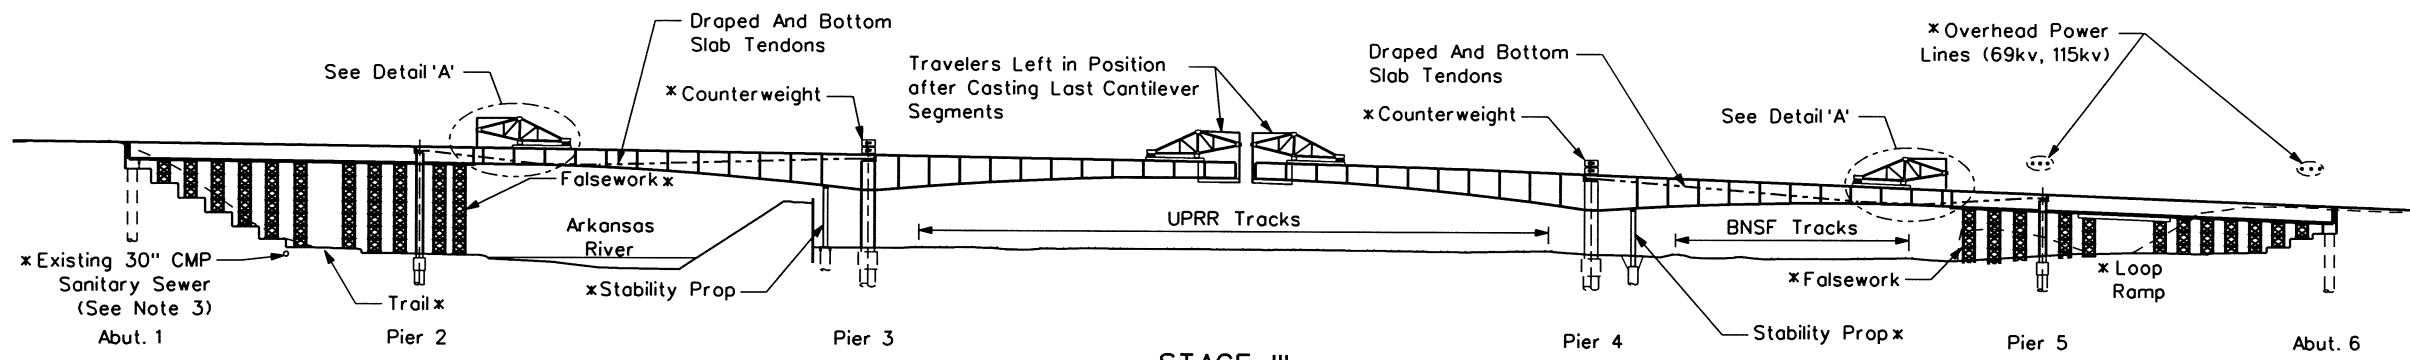 Draped And Bottom
Slab Tendons
See Detail 'A'
* Counterweight
Travelers Left in Position
after Casting Last Cantilever
Segments
Draped And Bottom
Slab Tendons
* Counterweight
See Detail 'A'
* Overhead Power
Lines (69kv, 115kv)
Falsework *
Arkansas
River
UPRR Tracks
BNSF Tracks
* Existing 30" CMP
Sanitary Sewer
(See Note 3)
Trail *
* Stability Prop
* Falsework
* Loop
Ramp
Stability Prop *
Abut. 1
Pier 2
Pier 3
Pier 4
Pier 5
Abut. 6
STAGE III